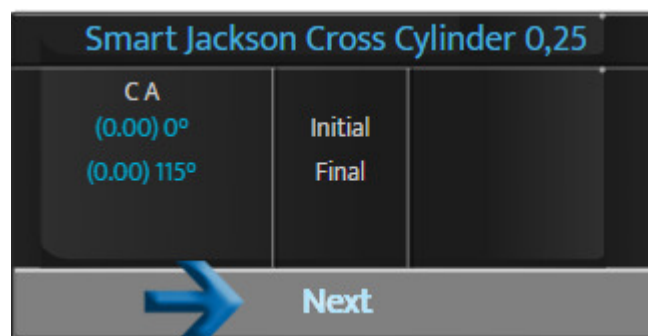 Smart Jackson Cross Cylinder 0,25
C A
(0.00) 0º Initial
(0.00) 115º Final
Next